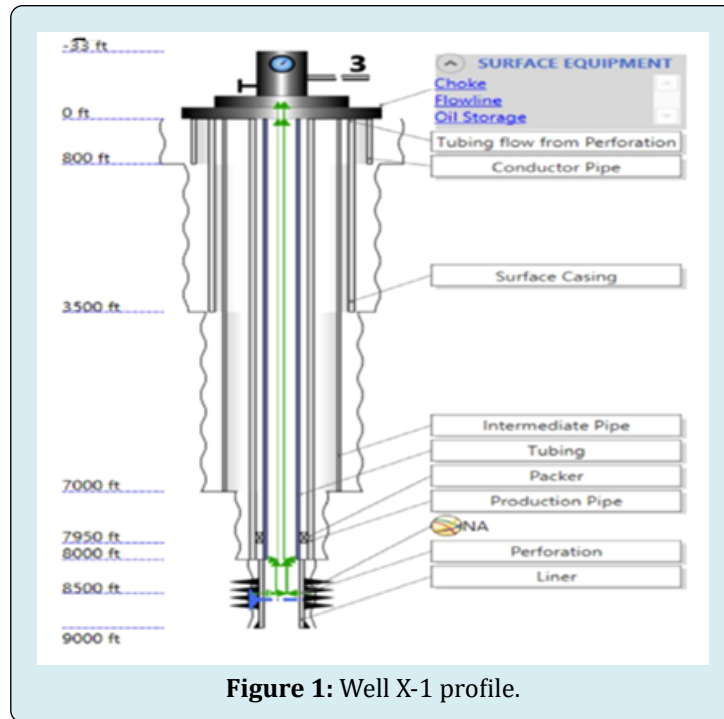 -33 ft
3
SURFACE EQUIPMENT
Choke
Flowline
Oil Storage
0 ft
Tubing flow from Perforation
800 ft
Conductor Pipe
Surface Casing
3500 ft
Intermediate Pipe
Tubing
7000 ft
Packer
Production Pipe
7950 ft
NA
8000 ft
Perforation
8500 ft
Liner
9000 ft
Figure 1: Well X-1 profile.